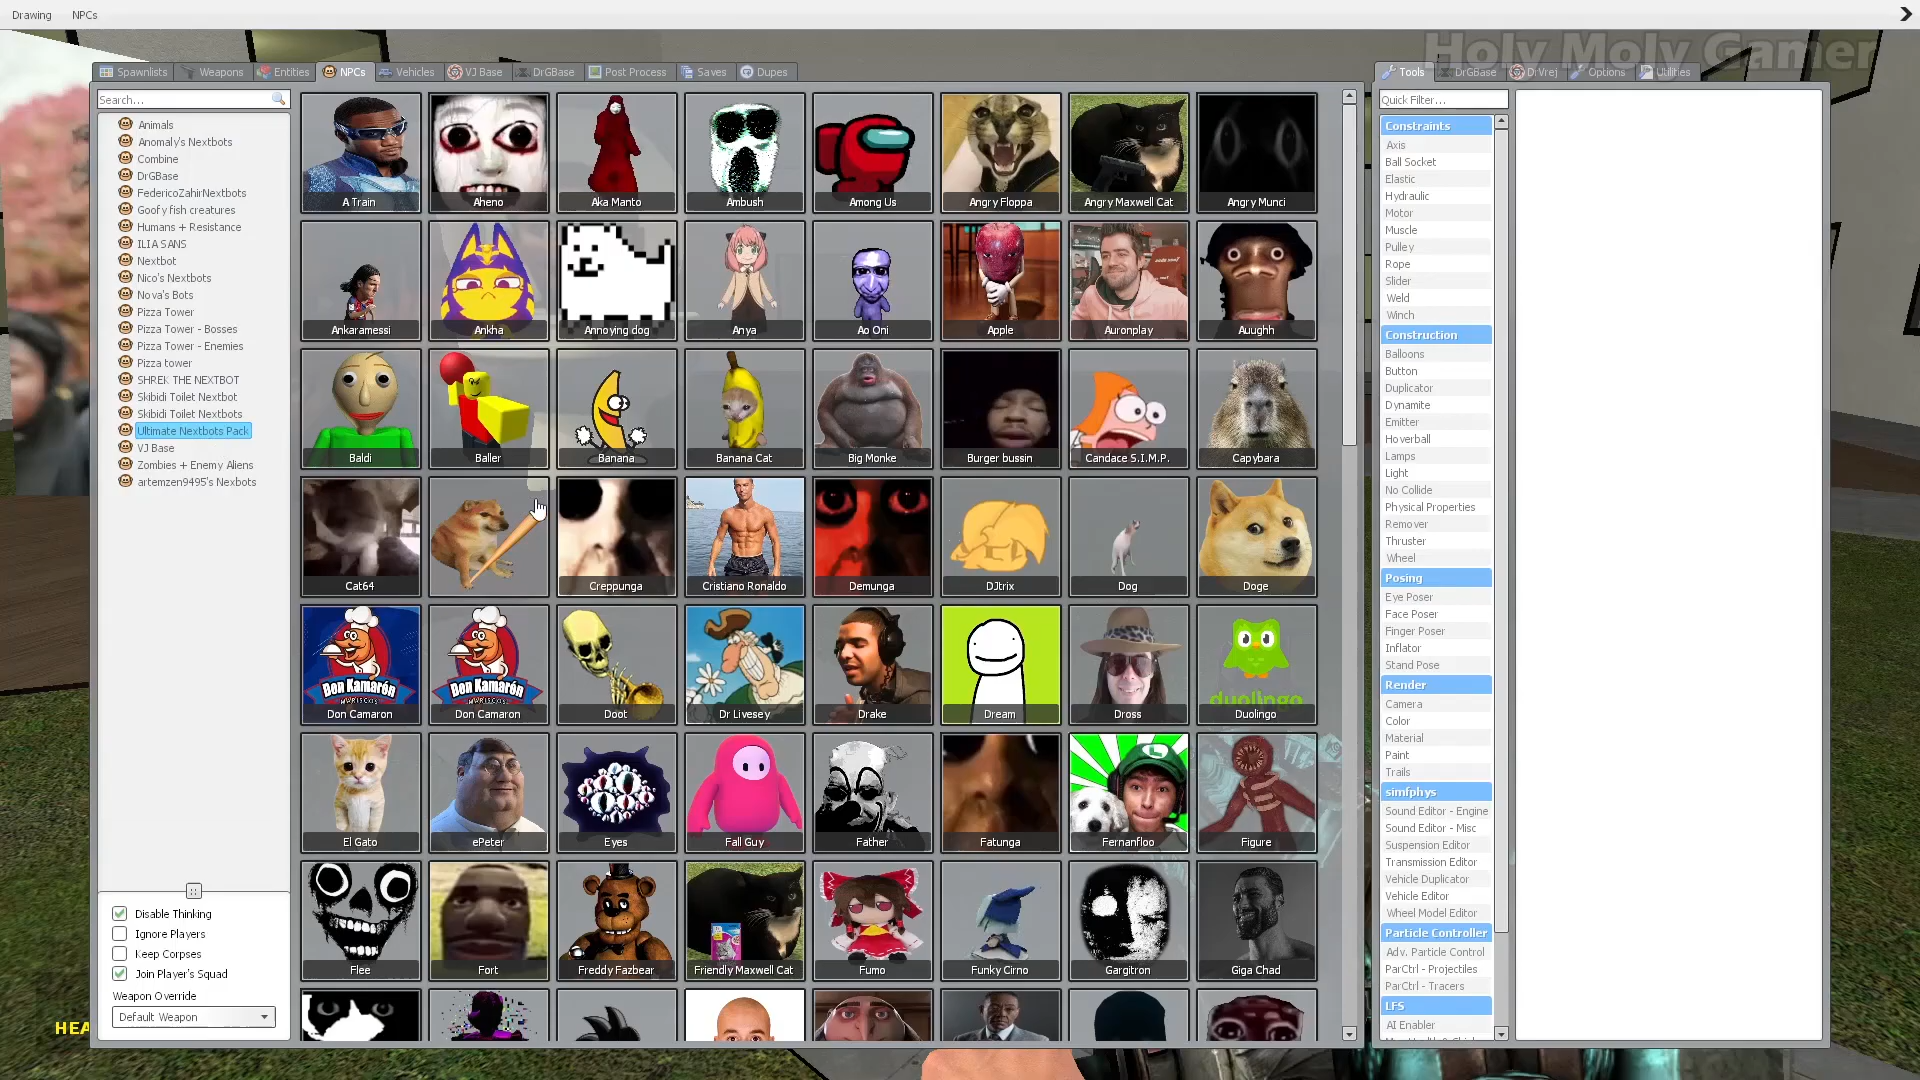 Drawing NPCs
Holy Moly Gamer
Spawnlists Weapons Entities NPCs Vehicles VJ Base DrGBase Post Process Saves Dupes
Tools DrGBase DrVrej Options Utilities
Search...
Animals
Anomaly's Nextbots
Combine
DrGBase
FedericoZahirNextbots
Goofy fish creatures
Humans + Resistance
ILIA SANS
Nextbot
Nico's Nextbots
Nova's Bots
Pizza Tower
Pizza Tower - Bosses
Pizza Tower - Enemies
Pizza tower
SHREK THE NEXTBOT
Skibidi Toilet Nextbot
Skibidi Toilet Nextbots
Ultimate Nextbots Pack
VJ Base
Zombies + Enemy Aliens
artemzen9495's Nexbots
Disable Thinking
Ignore Players
Keep Corpses
Join Player's Squad
Weapon Override
Default Weapon
HEA
A Train Aheno Aka Manto Ambush Among Us Angry Floppa Angry Maxwell Cat Angry Munci
Ankaramessi Ankha Annoying dog Anya Ao Oni Apple Auronplay Auughh
Baldi Baller Banana Banana Cat Big Monke Burger bussin Candace S.I.M.P. Capybara
Cat64 Creppunga Cristiano Ronaldo Demunga DJtrix Dog Doge
Don Kamarón
MARISCOS
Don Kamarón
MARISCOS
duolingo
Don Camaron Don Camaron Doot Dr Livesey Drake Dream Dross Duolingo
El Gato ePeter Eyes Fall Guy Father Fatunga Fernanfloo Figure
Flee Fort Freddy Fazbear Friendly Maxwell Cat Fumo Funky Cirno Gargitron Giga Chad
Quick Filter...
Constraints
Axis
Ball Socket
Elastic
Hydraulic
Motor
Muscle
Pulley
Rope
Slider
Weld
Winch
Construction
Balloons
Button
Duplicator
Dynamite
Emitter
Hoverball
Lamps
Light
No Collide
Physical Properties
Remover
Thruster
Wheel
Posing
Eye Poser
Face Poser
Finger Poser
Inflator
Stand Pose
Render
Camera
Color
Material
Paint
Trails
simfphys
Sound Editor - Engine
Sound Editor - Misc
Suspension Editor
Transmission Editor
Vehicle Duplicator
Vehicle Editor
Wheel Model Editor
Particle Controller
Adv. Particle Control
ParCtrl - Projectiles
ParCtrl - Tracers
LFS
AI Enabler